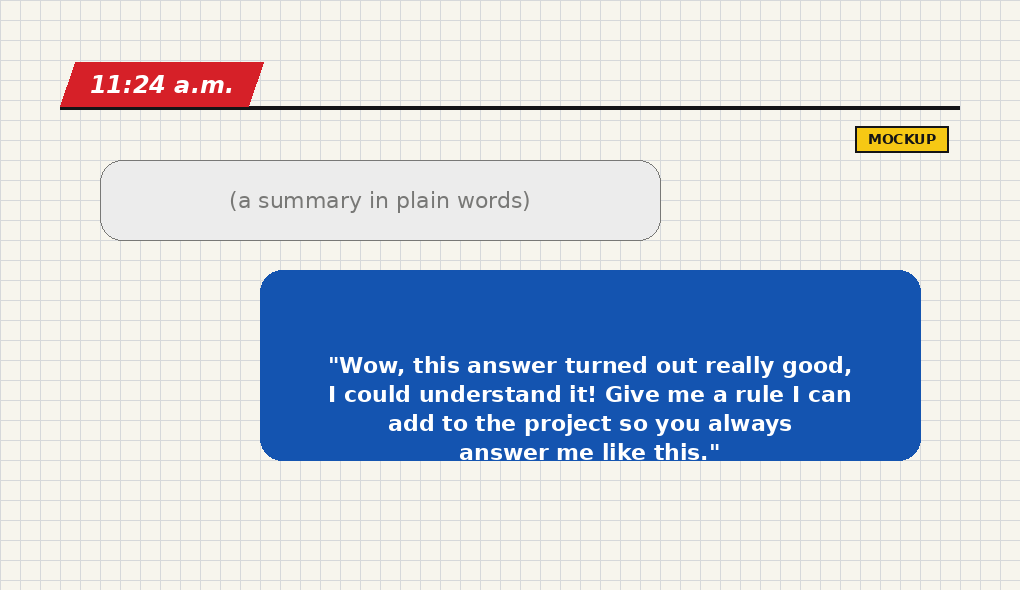 11:24 a.m.
MOCKUP
(a summary in plain words)
"Wow, this answer turned out really good,
I could understand it! Give me a rule I can
add to the project so you always
answer me like this."